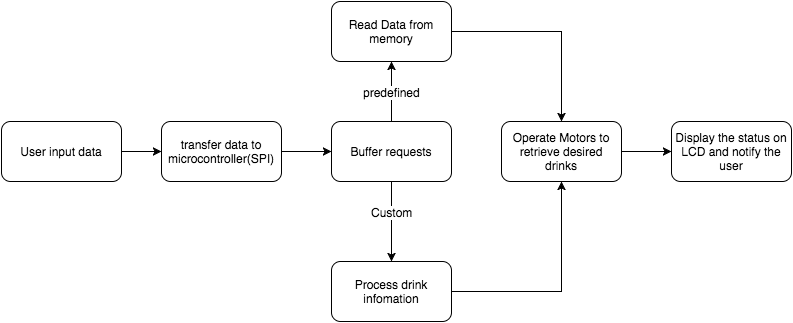 Read Data from
memory
predefined
User input data
transfer data to
microcontroller(SPI)
Buffer requests
Operate Motors to
retrieve desired
drinks
Display the status on
LCD and notify the
user
Custom
Process drink
infomation